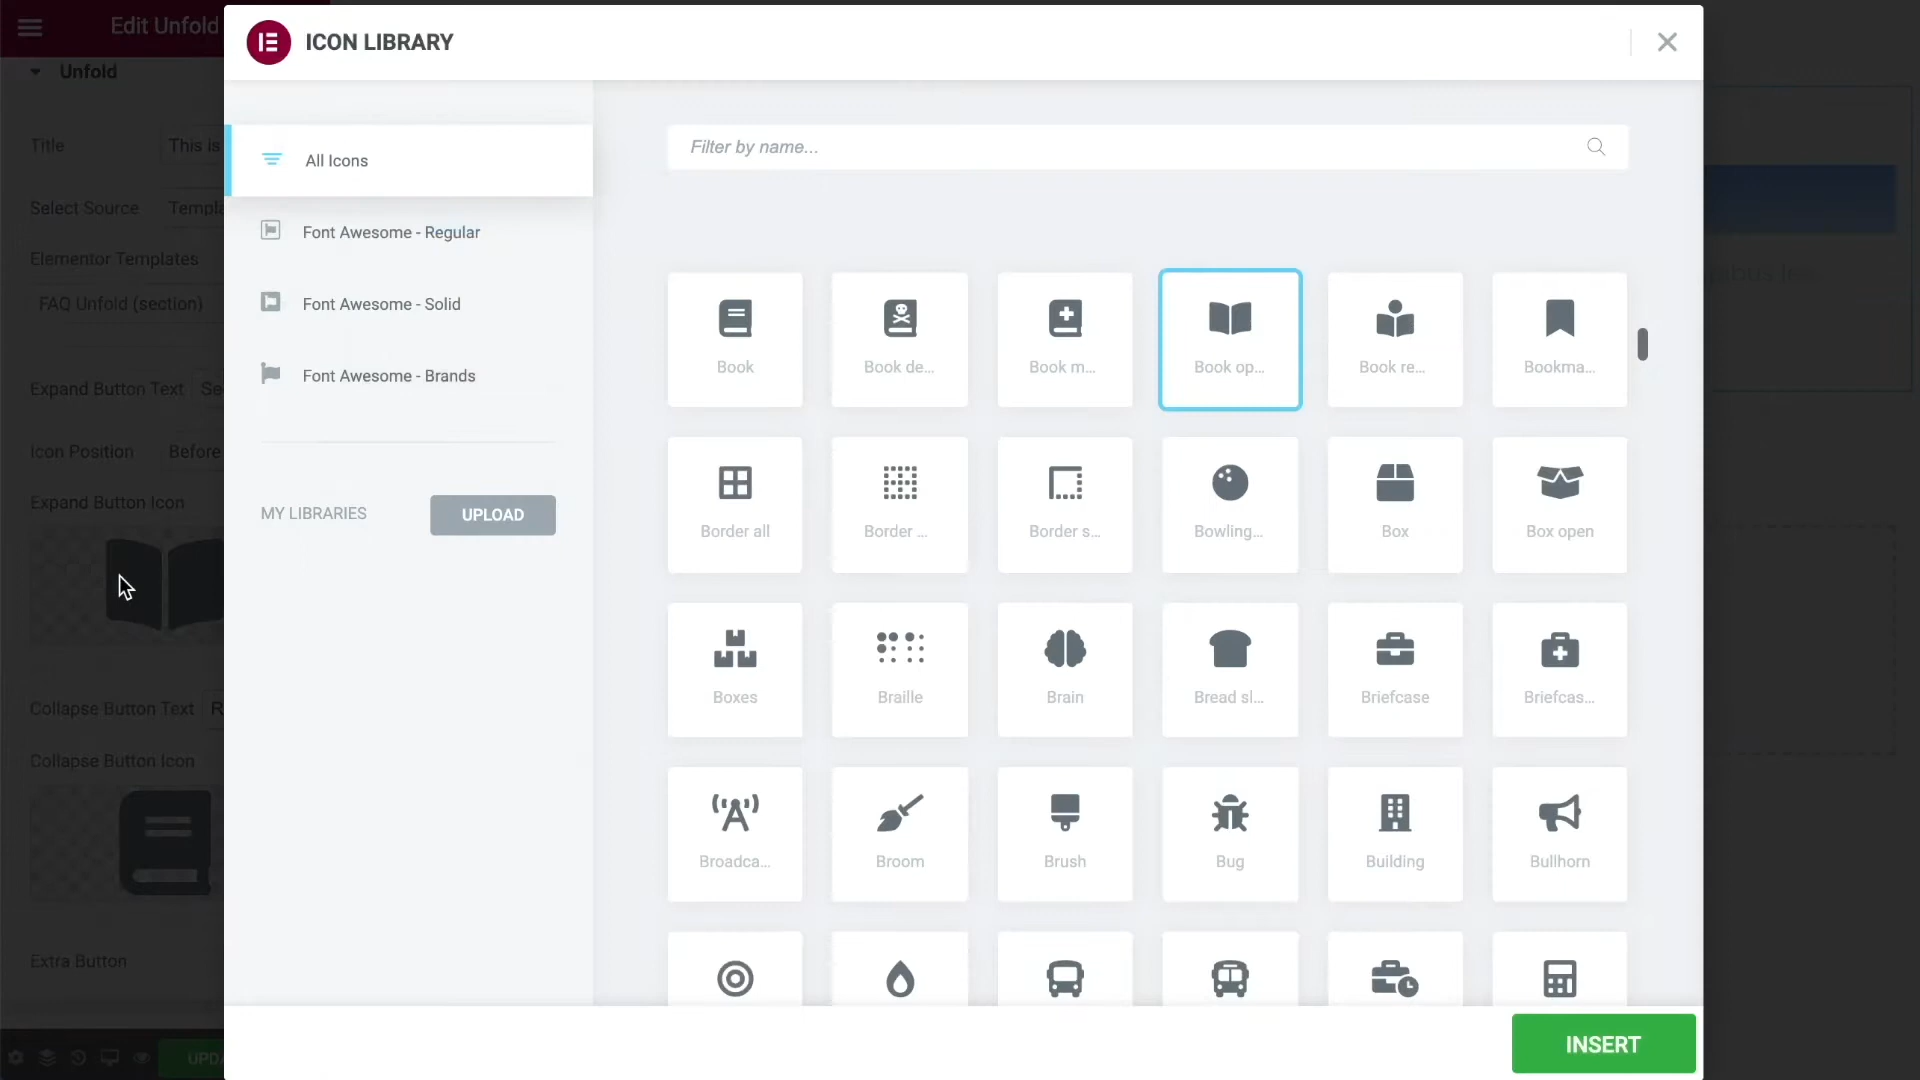 Edit Unfold
ICON LIBRARY
Unfold
Title
This is
Select Source
Templa
Elementor Templates
FAQ Unfold (section)
Expand Button Text
Se
Icon Position
Before
Expand Button Icon
Collapse Button Text
R
Collapse Button Icon
Extra Button
UPDA
All Icons
Font Awesome - Regular
Font Awesome - Solid
Font Awesome - Brands
MY LIBRARIES
UPLOAD
Filter by name...
Book
Book de...
Book m...
Book op...
Book re...
Bookma...
Border all
Border ...
Border s...
Bowling...
Box
Box open
Boxes
Braille
Brain
Bread sl...
Briefcase
Briefcas...
Broadca...
Broom
Brush
Bug
Building
Bullhorn
INSERT